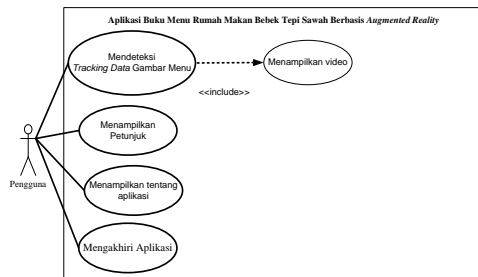 Aplikasi Buku Menu Rumah Makan Bebek Tepi Sawah Berbasis Augmented Reality
Mendeteksi
Tracking Data Gambar Menu
Menampilkan video
<<include>>
Menampilkan
Petunjuk
Pengguna
Menampilkan tentang
aplikasi
Mengakhiri Aplikasi